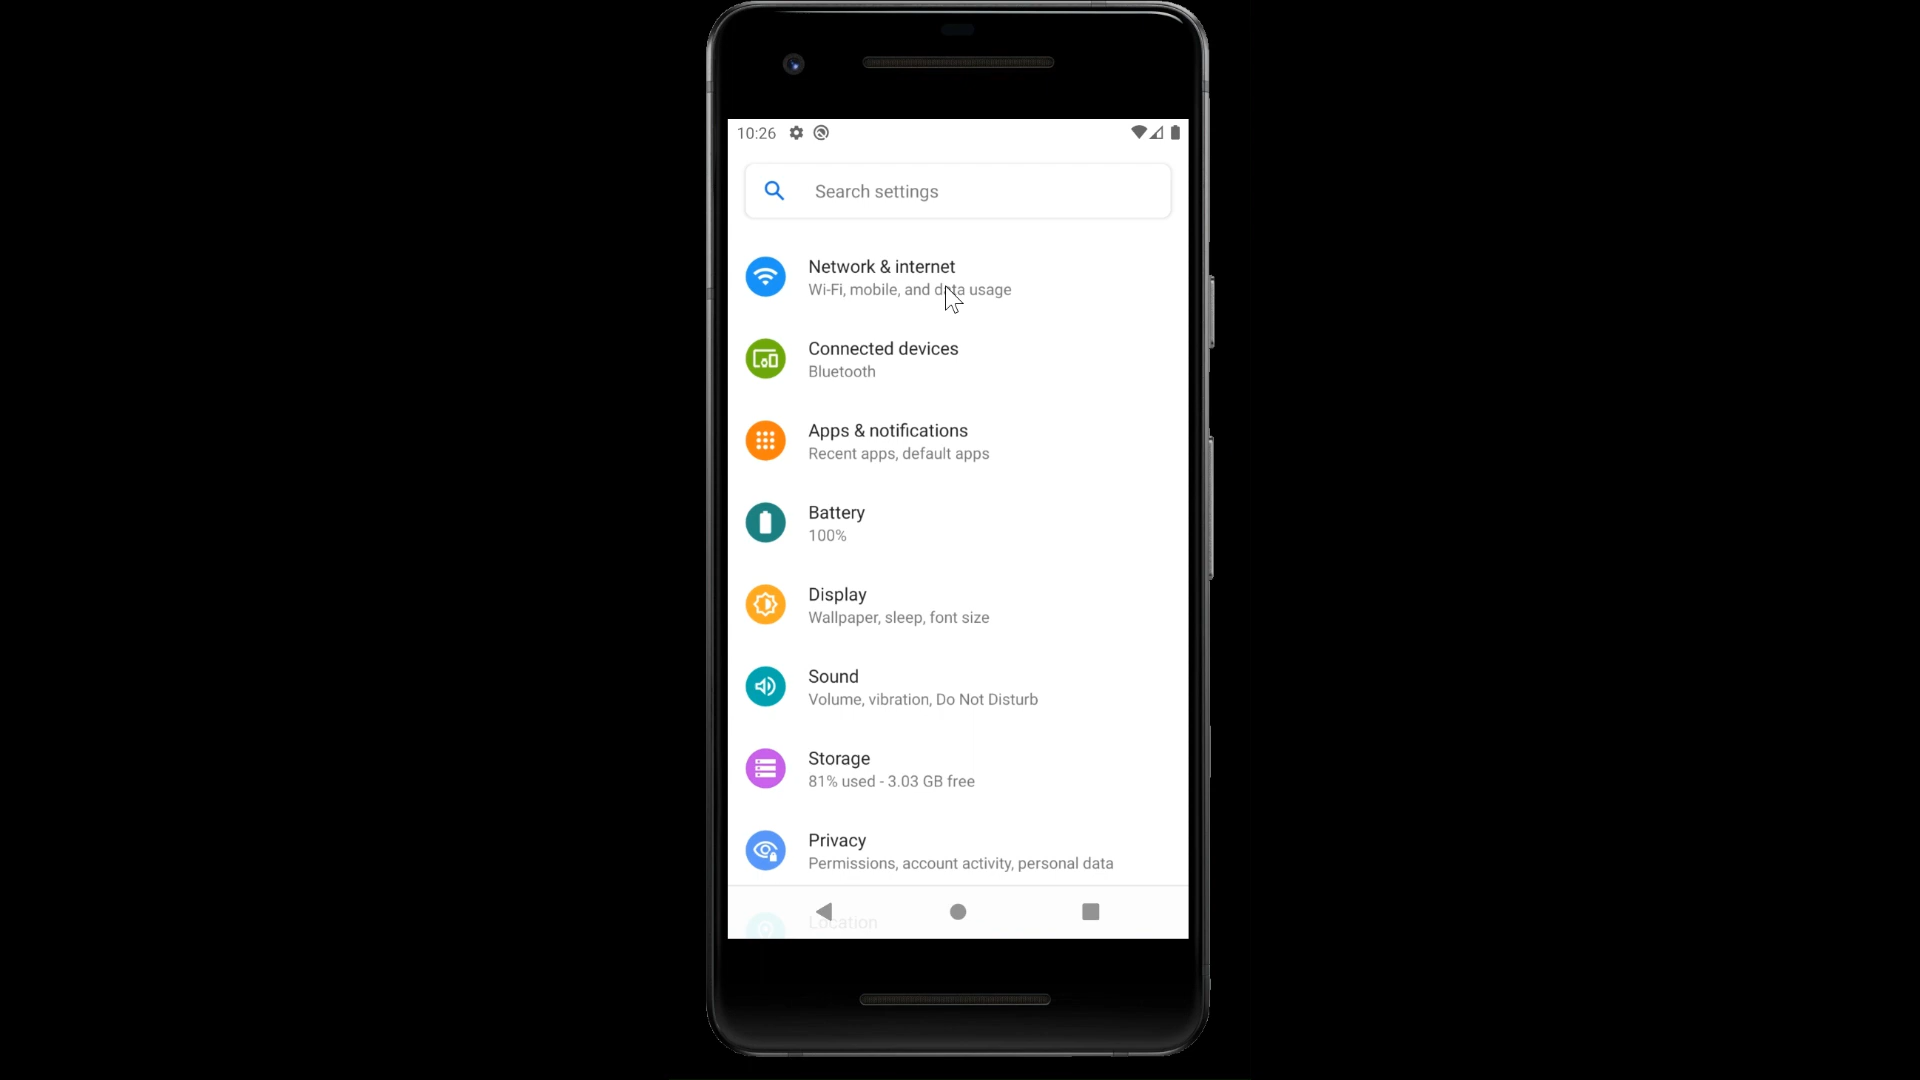 10:26
Search settings
Network & internet
Wi-Fi, mobile, and data usage
Connected devices
Bluetooth
Apps & notifications
Recent apps, default apps
Battery
100%
Display
Wallpaper, sleep, font size
Sound
Volume, vibration, Do Not Disturb
Storage
81% used - 3.03 GB free
Privacy
Permissions, account activity, personal data
Location